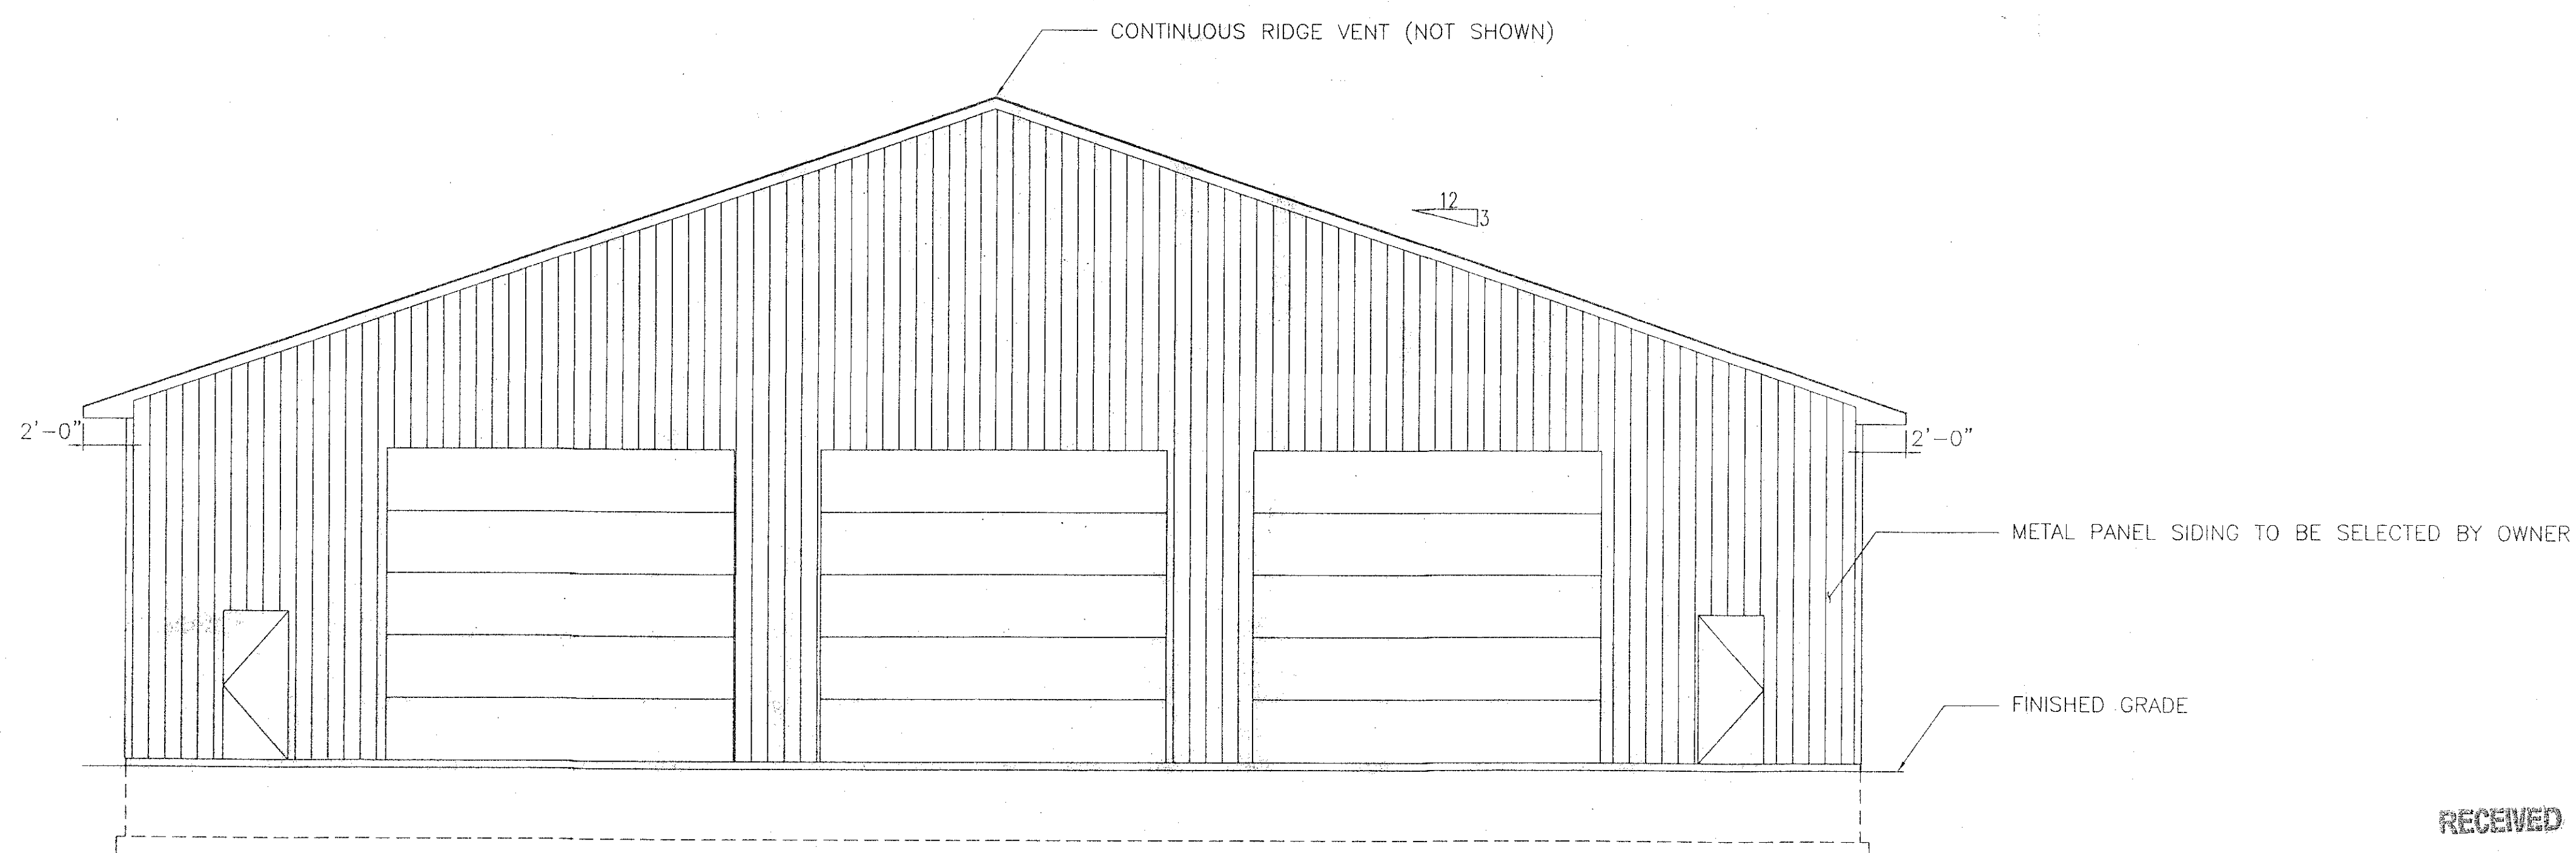 CONTINUOUS RIDGE VENT (NOT SHOWN)
12
3
2'-0"
2'-0"
METAL PANEL SIDING TO BE SELECTED BY OWNER
FINISHED GRADE
RECEIVED